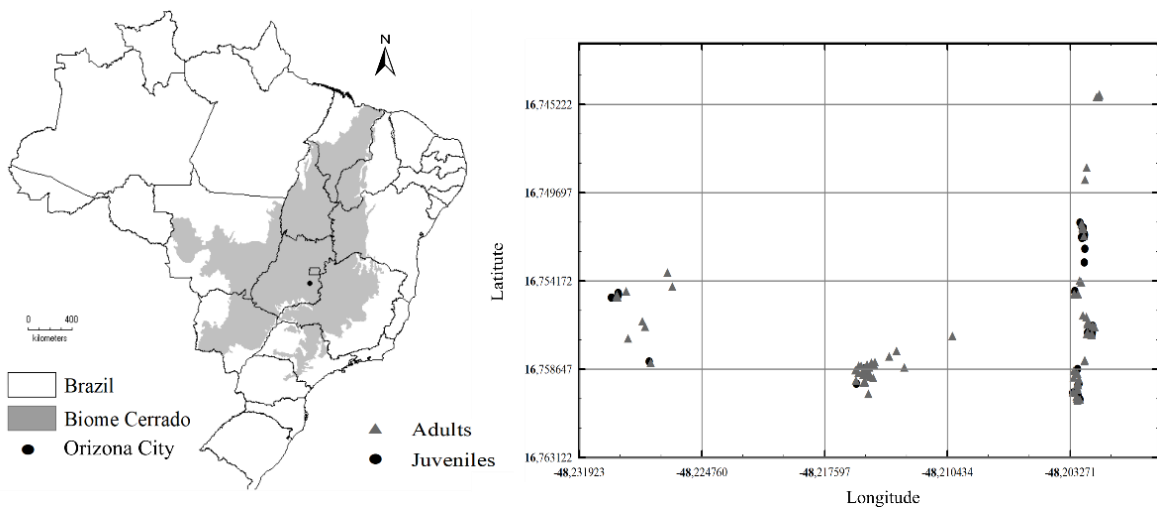 N
0 400
kilometers
Brazil
Biome Cerrado
Orizona City
Adults
Juveniles
Latitute
16,745222
16,749697
16,754172
16,758647
16,763122
-48,231923 -48,224760 -48,217597 -48,210434 -48,203271
Longitude